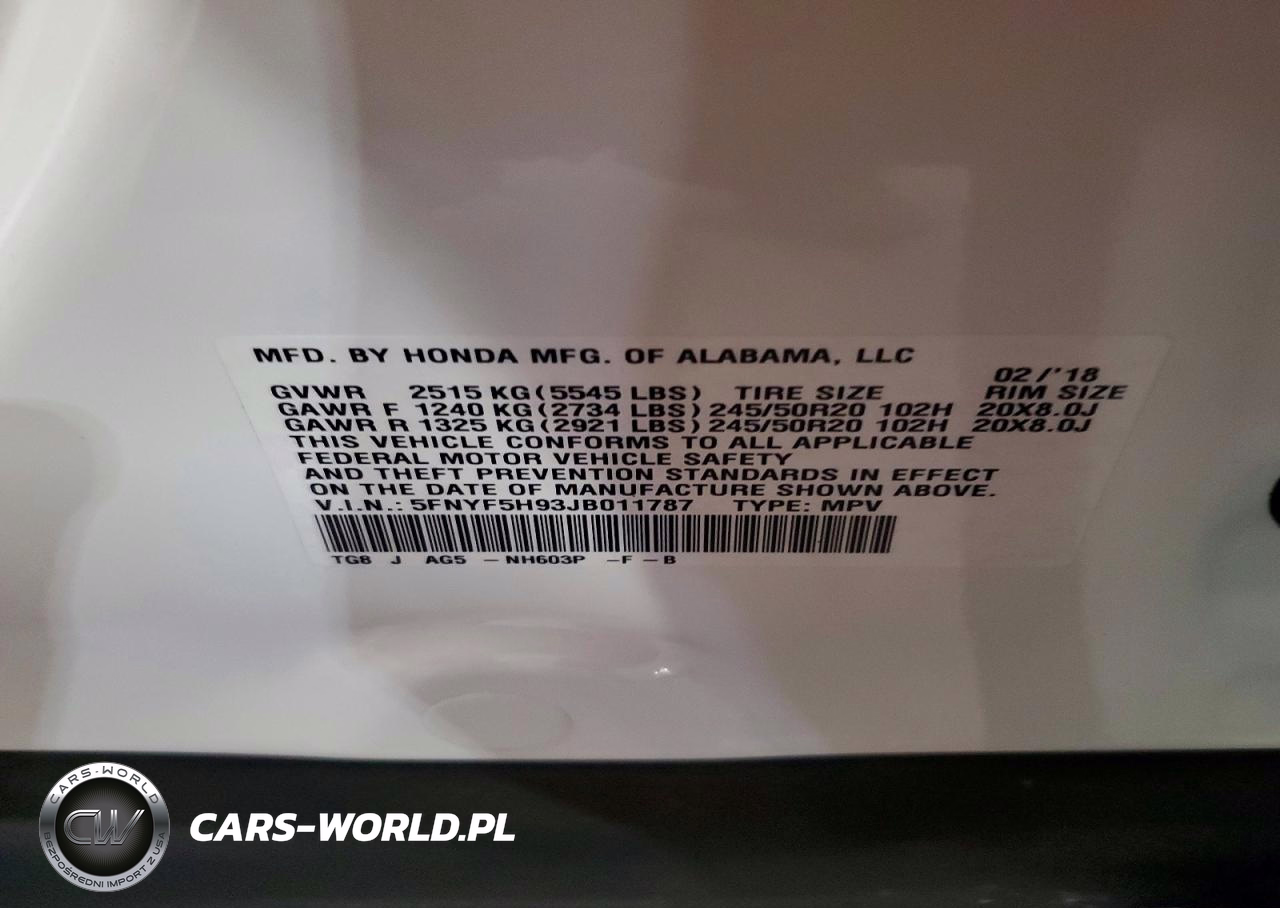 MFD. BY HONDA MFG. OF ALABAMA, LLC
02/'18
GVWR 2515 KG(5545 LBS) TIRE SIZE RIM SIZE
GAWR F 1240 KG(2734 LBS) 245/50R20 102H 20X8.0J
GAWR R 1325 KG(2921 LBS) 245/50R20 102H 20X8.0J
THIS VEHICLE CONFORMS TO ALL APPLICABLE
FEDERAL MOTOR VEHICLE SAFETY
AND THEFT PREVENTION STANDARDS IN EFFECT
ON THE DATE OF MANUFACTURE SHOWN ABOVE.
V.I.N.: 5FNYF5H93JB011787 TYPE: MPV
TG8 J AG5 -NH603P -F-B
CARS-WORLD
CW
BEZPOŚREDNI IMPORT Z USA
CARS-WORLD.PL